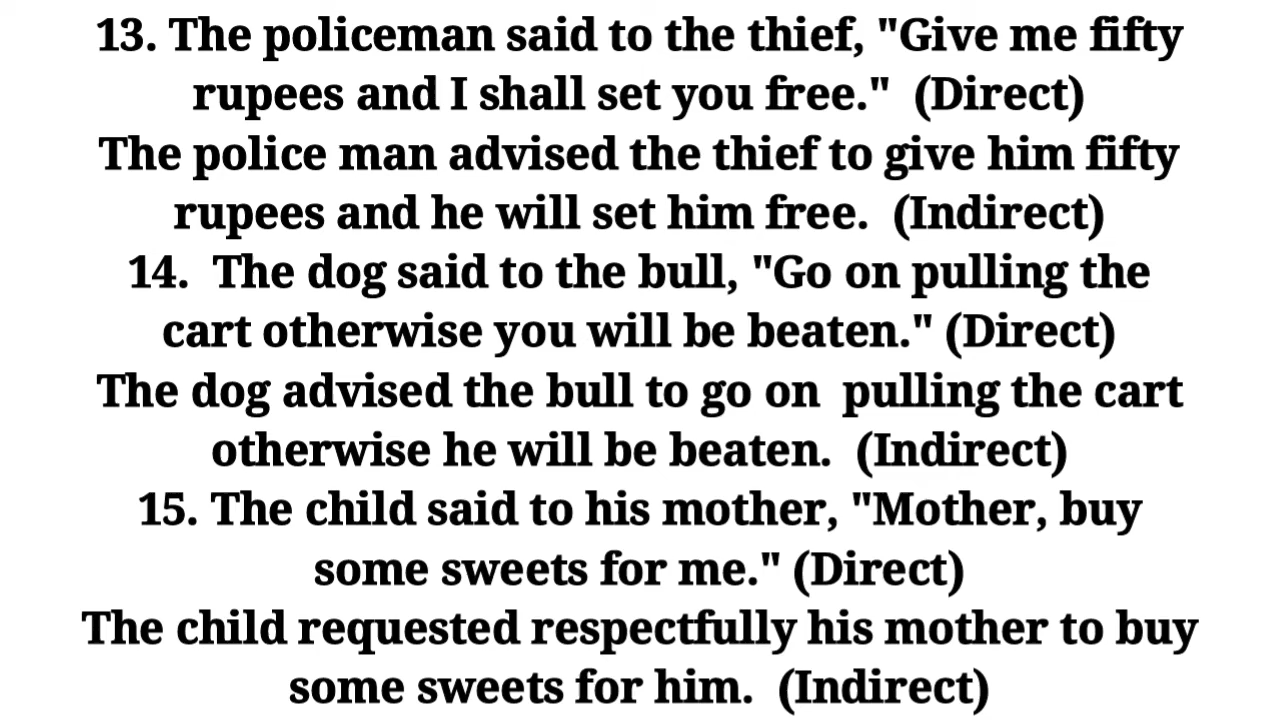 13. The policeman said to the thief, "Give me fifty
rupees and I shall set you free."  (Direct)
The police man advised the thief to give him fifty
rupees and he will set him free.  (Indirect)
14.  The dog said to the bull, "Go on pulling the
cart otherwise you will be beaten." (Direct)
The dog advised the bull to go on  pulling the cart
otherwise he will be beaten.  (Indirect)
15. The child said to his mother, "Mother, buy
some sweets for me." (Direct)
The child requested respectfully his mother to buy
some sweets for him.  (Indirect)